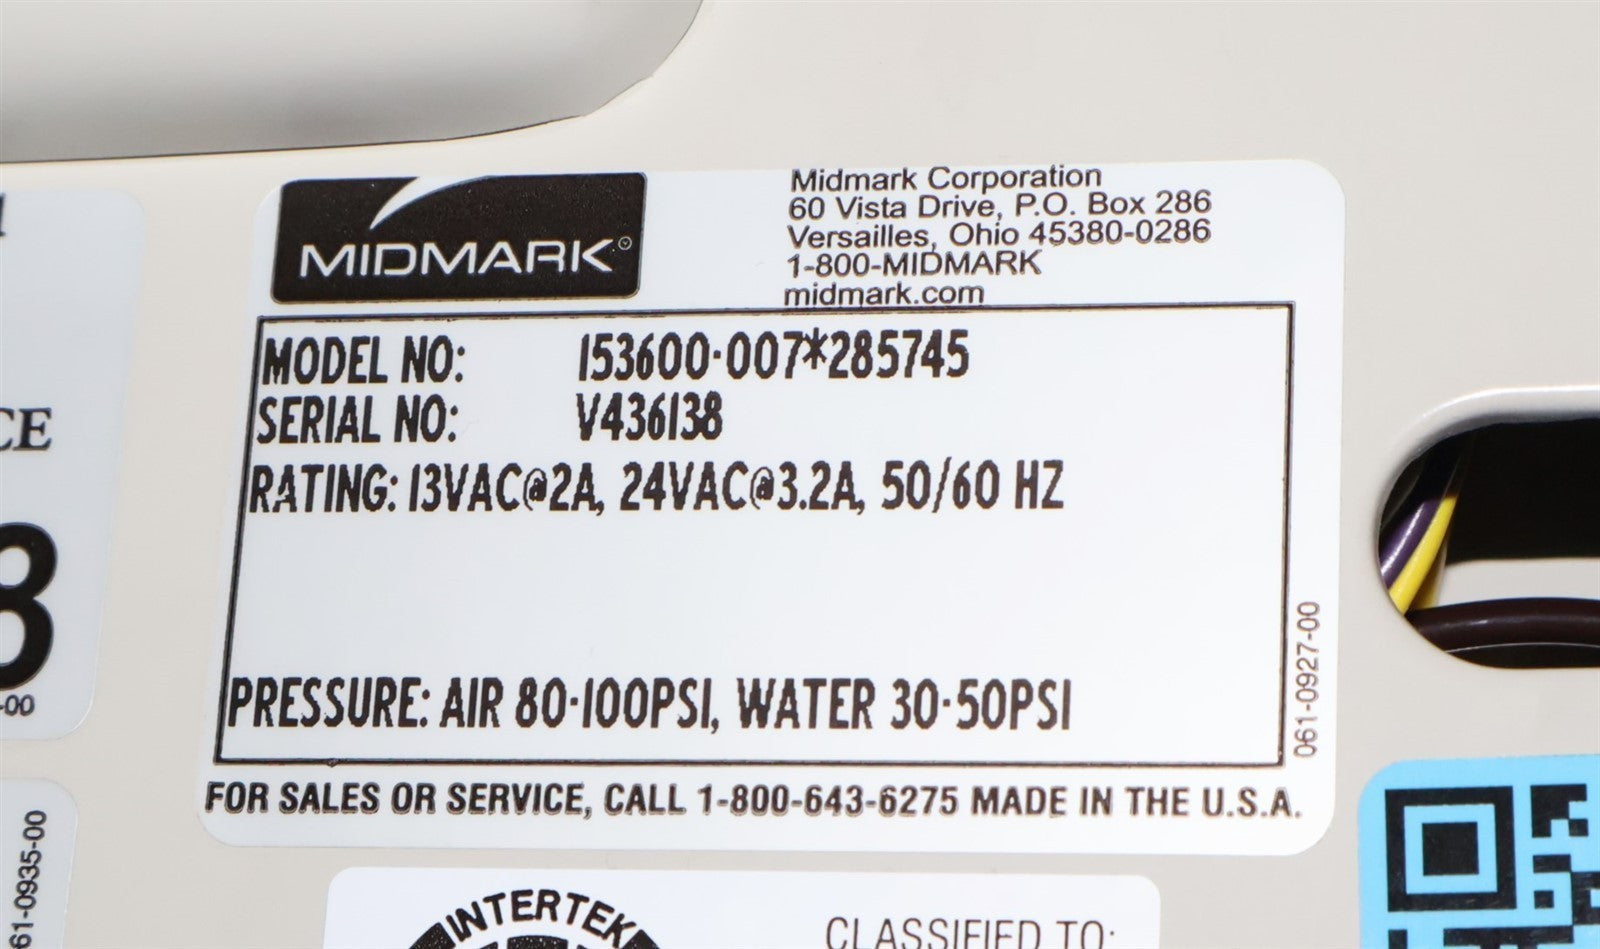 MIDMARK
Midmark Corporation
60 Vista Drive, P.O. Box 286
Versailles, Ohio 45380-0286
1-800-MIDMARK
midmark.com
MODEL NO: 153600-007*285745
SERIAL NO: V436138
RATING: 13VAC@2A, 24VAC@3.2A, 50/60 HZ
PRESSURE: AIR 80-100PSI, WATER 30-50PSI
061-0927-00
FOR SALES OR SERVICE, CALL 1-800-643-6275 MADE IN THE U.S.A.
CE
8
-00
61-0935-00
INTERTEK
CLASSIFIED TO: